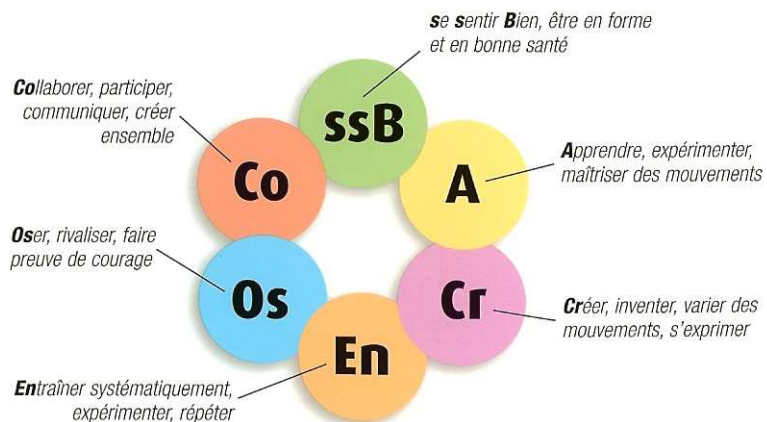 se sentir Bien, être en forme
et en bonne santé
ssB
Apprendre, expérimenter,
maîtriser des mouvements
A
Créer, inventer, varier des
mouvements, s'exprimer
Cr
Entraîner systématiquement,
expérimenter, répéter
En
Oser, rivaliser, faire
preuve de courage
Os
Collaborer, participer,
communiquer, créer
ensemble
Co